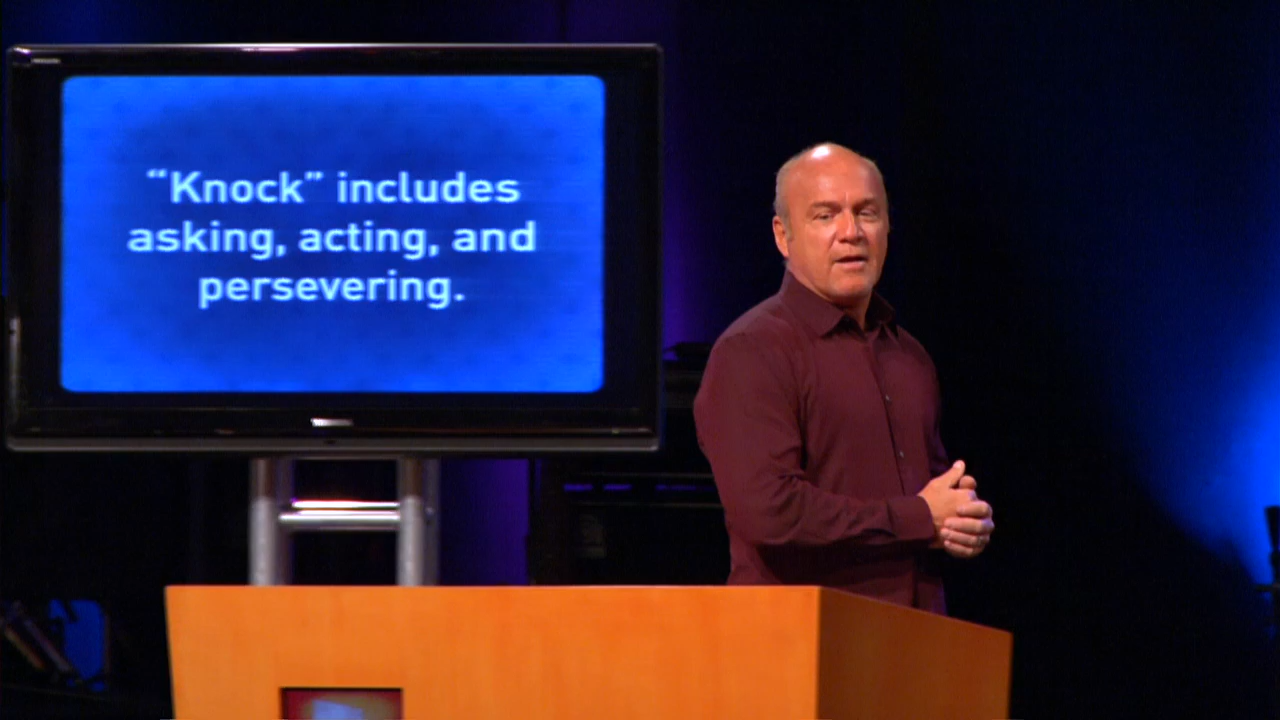 “Knock” includes
asking, acting, and
persevering.